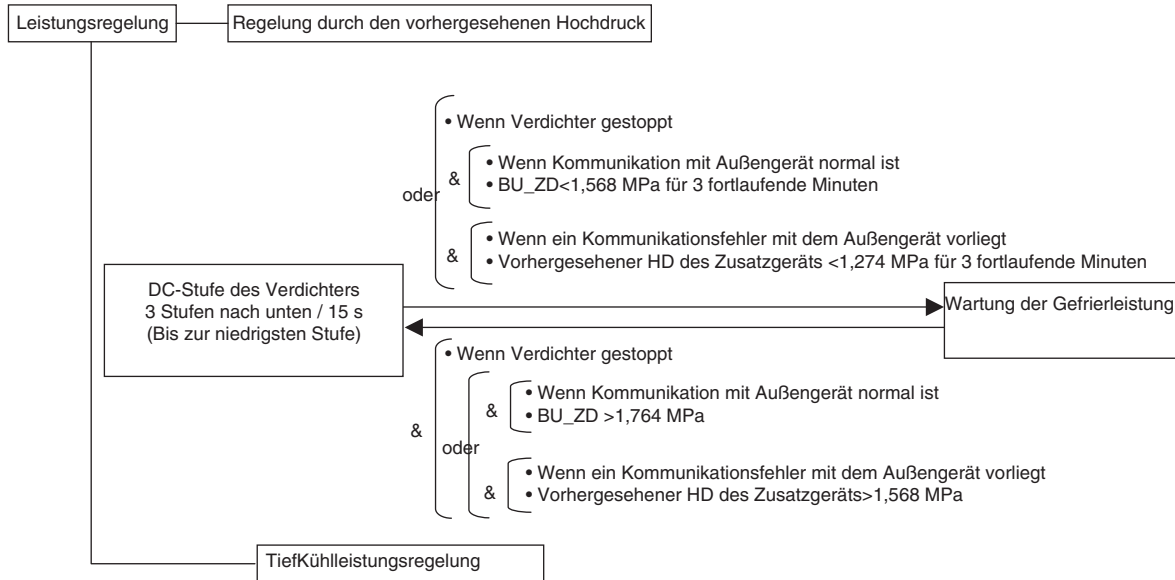 Leistungsregelung
Regelung durch den vorhergesehenen Hochdruck
• Wenn Verdichter gestoppt
oder
&
• Wenn Kommunikation mit Außengerät normal ist
• BU_ZD<1,568 MPa für 3 fortlaufende Minuten
&
• Wenn ein Kommunikationsfehler mit dem Außengerät vorliegt
• Vorhergesehener HD des Zusatzgeräts <1,274 MPa für 3 fortlaufende Minuten
DC-Stufe des Verdichters
3 Stufen nach unten / 15 s
(Bis zur niedrigsten Stufe)
Wartung der Gefrierleistung
• Wenn Verdichter gestoppt
&
oder
&
• Wenn Kommunikation mit Außengerät normal ist
• BU_ZD >1,764 MPa
&
• Wenn ein Kommunikationsfehler mit dem Außengerät vorliegt
• Vorhergesehener HD des Zusatzgeräts>1,568 MPa
TiefKühlleistungsregelung